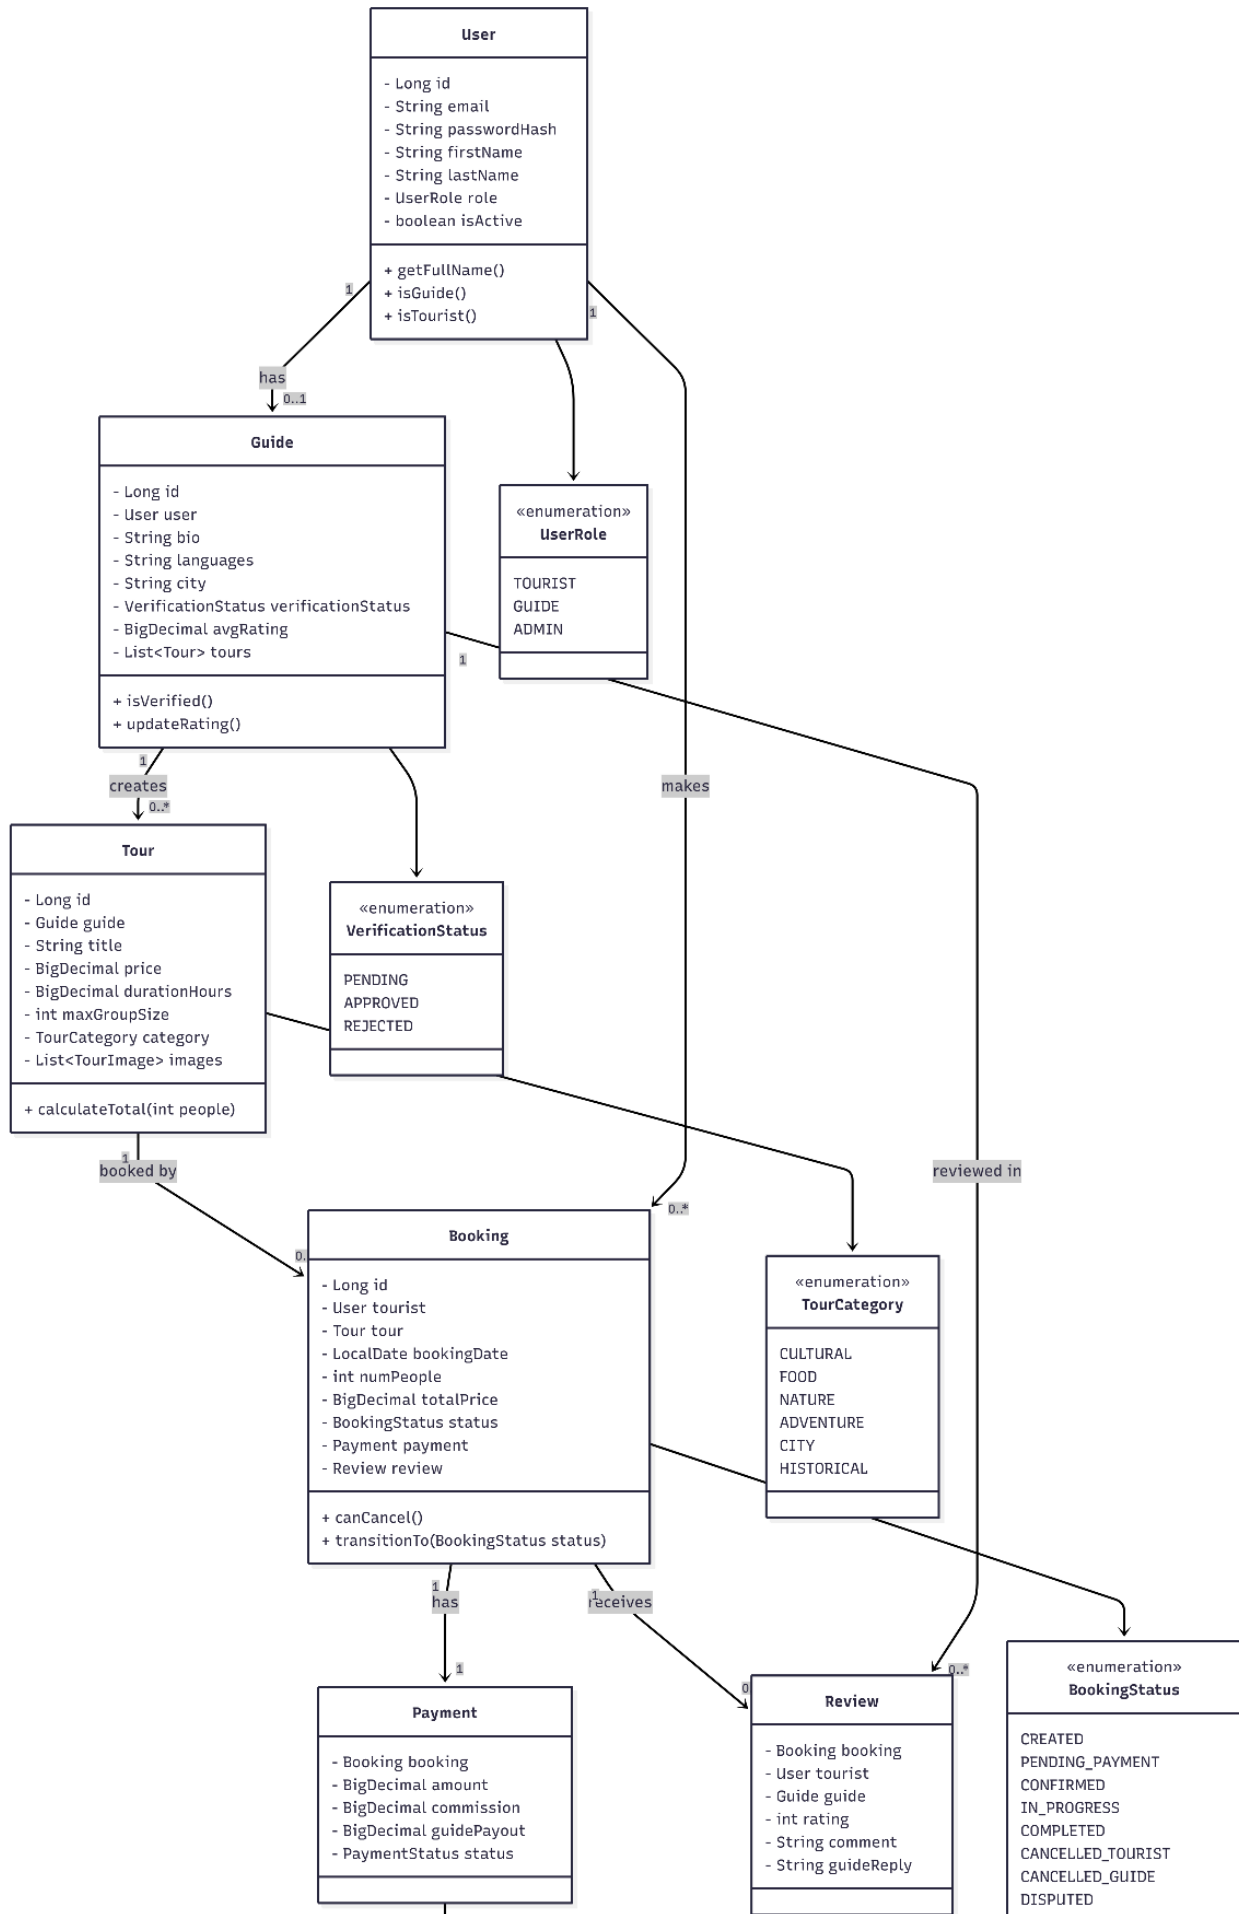 User
- Long id
- String email
- String passwordHash
- String firstName
- String lastName
- UserRole role
- boolean isActive
+ getFullName()
+ isGuide()
+ isTourist()
1
1
has
0..1
Guide
- Long id
- User user
- String bio
- String languages
- String city
- VerificationStatus verificationStatus
- BigDecimal avgRating
- List<Tour> tours
+ isVerified()
+ updateRating()
«enumeration»
UserRole
TOURIST
GUIDE
ADMIN
1
1
creates
0..*
makes
Tour
- Long id
- Guide guide
- String title
- BigDecimal price
- BigDecimal durationHours
- int maxGroupSize
- TourCategory category
- List<TourImage> images
+ calculateTotal(int people)
«enumeration»
VerificationStatus
PENDING
APPROVED
REJECTED
1
booked by
reviewed in
0..*
0.
Booking
- Long id
- User tourist
- Tour tour
- LocalDate bookingDate
- int numPeople
- BigDecimal totalPrice
- BookingStatus status
- Payment payment
- Review review
+ canCancel()
+ transitionTo(BookingStatus status)
«enumeration»
TourCategory
CULTURAL
FOOD
NATURE
ADVENTURE
CITY
HISTORICAL
1
has
1
receives
1
0
0..*
Payment
- Booking booking
- BigDecimal amount
- BigDecimal commission
- BigDecimal guidePayout
- PaymentStatus status
Review
- Booking booking
- User tourist
- Guide guide
- int rating
- String comment
- String guideReply
«enumeration»
BookingStatus
CREATED
PENDING_PAYMENT
CONFIRMED
IN_PROGRESS
COMPLETED
CANCELLED_TOURIST
CANCELLED_GUIDE
DISPUTED